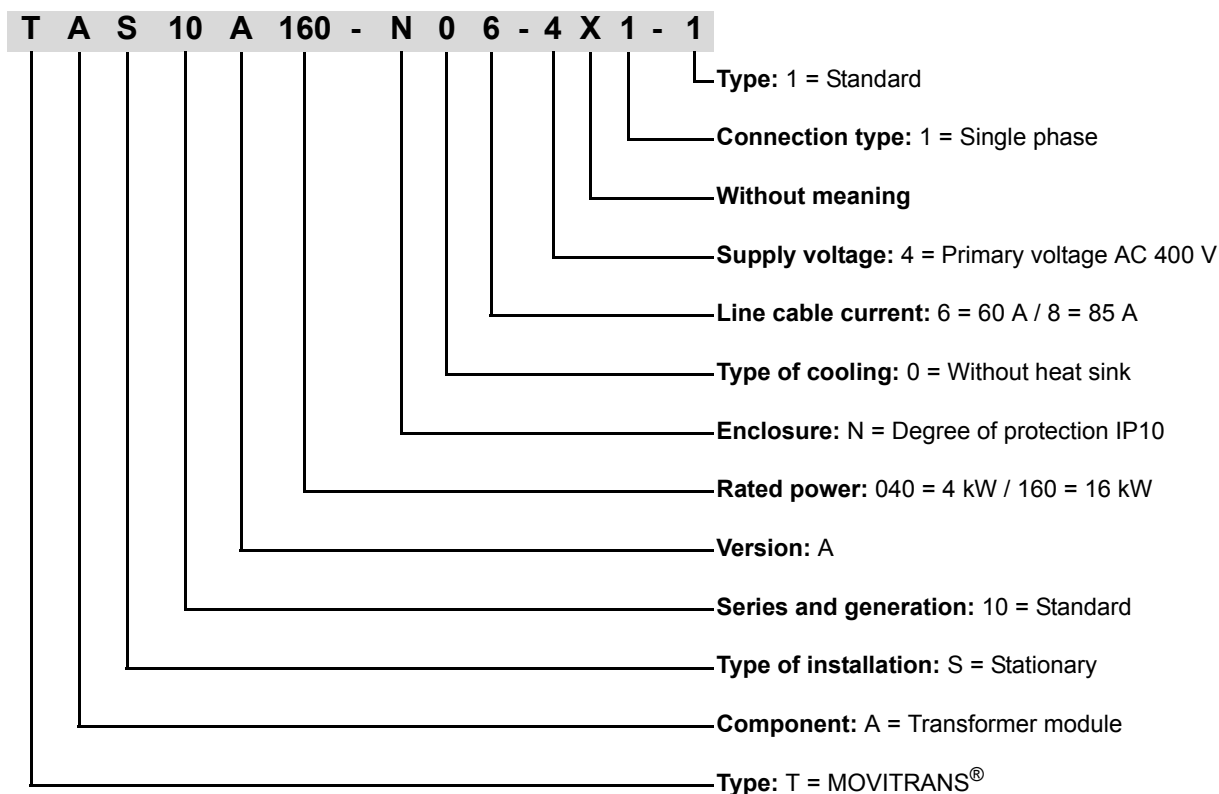 T A S 10 A 160 - N 0 6 - 4 X 1 - 1
Type: 1 = Standard
Connection type: 1 = Single phase
Without meaning
Supply voltage: 4 = Primary voltage AC 400 V
Line cable current: 6 = 60 A / 8 = 85 A
Type of cooling: 0 = Without heat sink
Enclosure: N = Degree of protection IP10
Rated power: 040 = 4 kW / 160 = 16 kW
Version: A
Series and generation: 10 = Standard
Type of installation: S = Stationary
Component: A = Transformer module
Type: T = MOVITRANS®